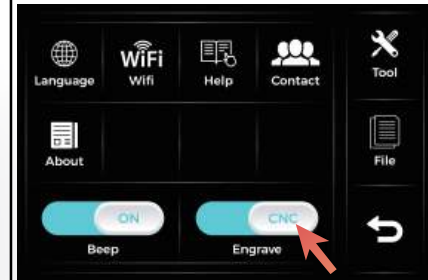 WiFi
Language Wifi Help Contact Tool
About File
ON CNC
Beep Engrave